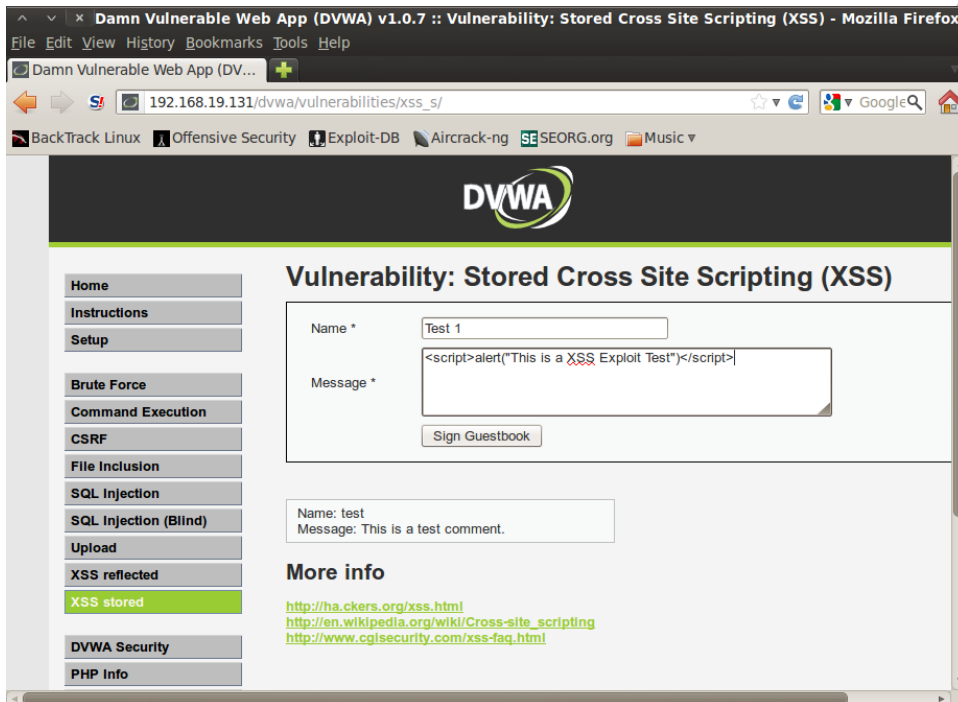 Damn Vulnerable Web App (DVWA) v1.0.7 :: Vulnerability: Stored Cross Site Scripting (XSS) - Mozilla Firefox
File Edit View History Bookmarks Tools Help
Damn Vulnerable Web App (DV...
192.168.19.131/dvwa/vulnerabilities/xss_s/
Google
BackTrack Linux Offensive Security Exploit-DB Aircrack-ng SE SEORG.org Music
DVWA
Home
Instructions
Setup
Brute Force
Command Execution
CSRF
File Inclusion
SQL Injection
SQL Injection (Blind)
Upload
XSS reflected
XSS stored
DVWA Security
PHP Info
Vulnerability: Stored Cross Site Scripting (XSS)
Name * Test 1
Message * <script>alert("This is a XSS Exploit Test")</script>
Sign Guestbook
Name: test
Message: This is a test comment.
More info
http://ha.ckers.org/xss.html
http://en.wikipedia.org/wiki/Cross-site_scripting
http://www.cgisecurity.com/xss-faq.html